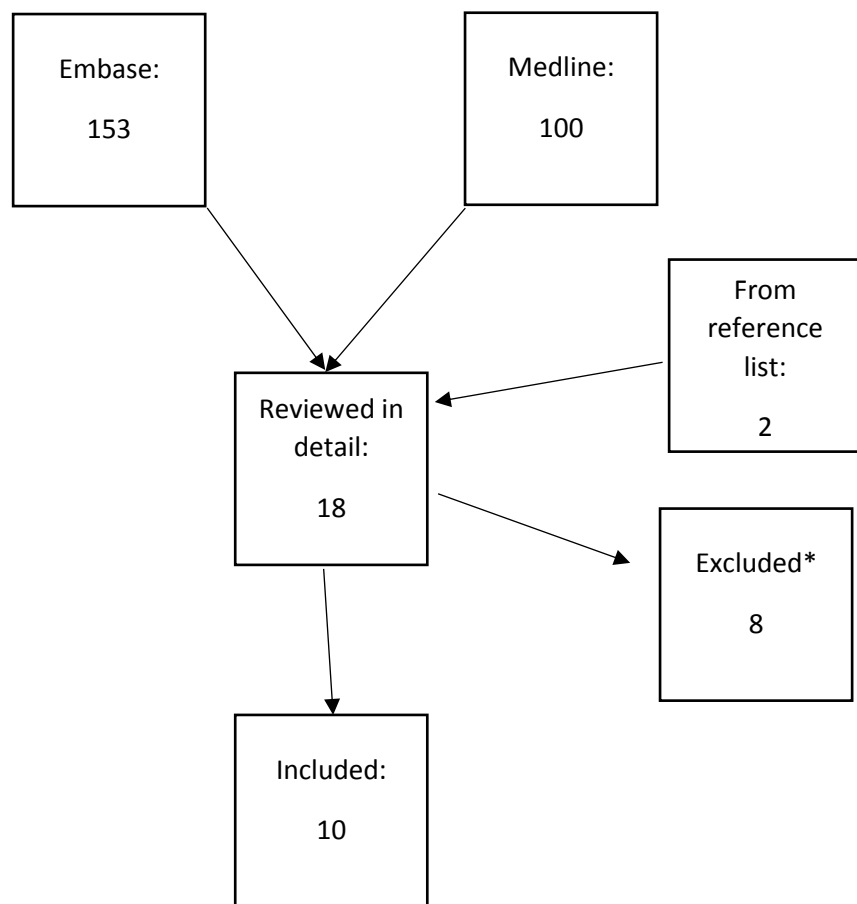 Embase:
153
Medline:
100
From
reference
list:
2
Reviewed in
detail:
18
Excluded*
8
Included:
10